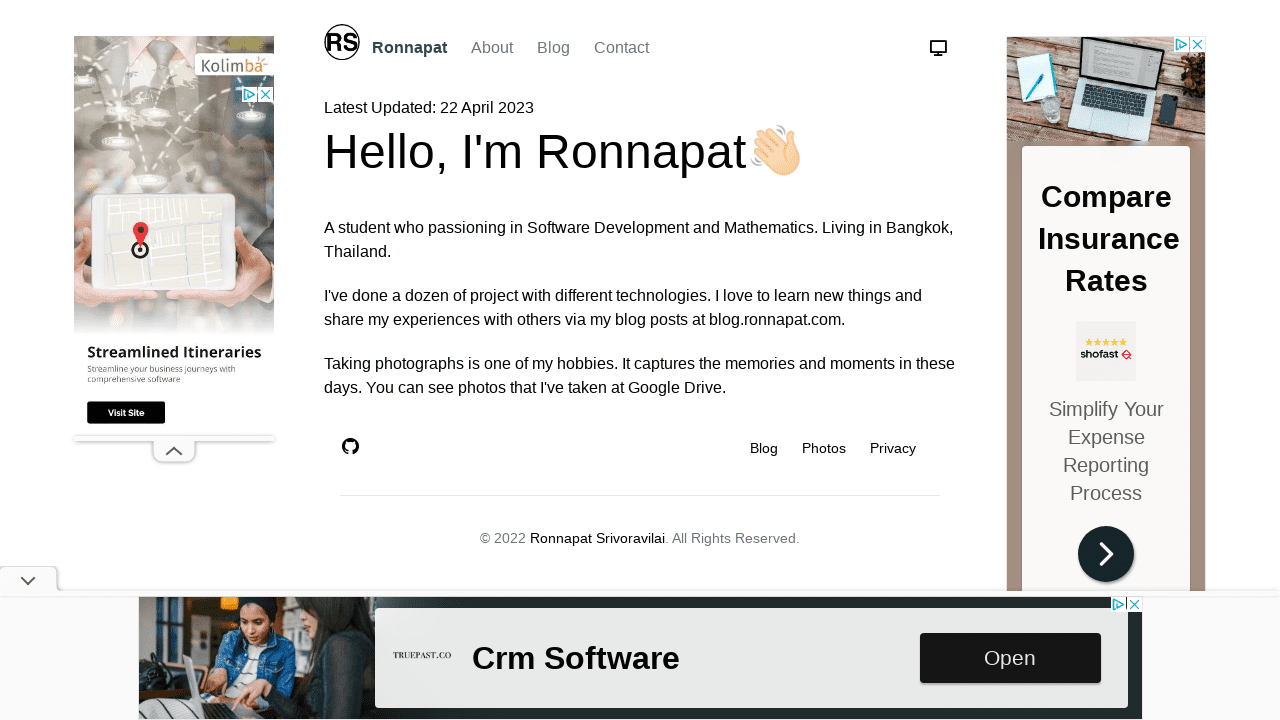 RS
Ronnapat About Blog Contact
Latest Updated: 22 April 2023
Hello, I'm Ronnapat👋🏻
A student who passioning in Software Development and Mathematics. Living in Bangkok,
Thailand.
I've done a dozen of project with different technologies. I love to learn new things and
share my experiences with others via my blog posts at blog.ronnapat.com.
Taking photographs is one of my hobbies. It captures the memories and moments in these
days. You can see photos that I've taken at Google Drive.
Blog Photos Privacy
© 2022 Ronnapat Srivoravilai. All Rights Reserved.
Kolimba
Streamlined Itineraries
Streamline your business journeys with
comprehensive software
Visit Site
Compare
Insurance
Rates
shofast
Simplify Your
Expense
Reporting
Process
TRUEPAST.CO
Crm Software
Open